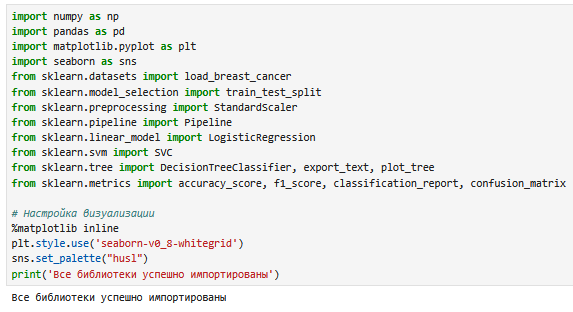 import numpy as np
import pandas as pd
import matplotlib.pyplot as plt
import seaborn as sns
from sklearn.datasets import load_breast_cancer
from sklearn.model_selection import train_test_split
from sklearn.preprocessing import StandardScaler
from sklearn.pipeline import Pipeline
from sklearn.linear_model import LogisticRegression
from sklearn.svm import SVC
from sklearn.tree import DecisionTreeClassifier, export_text, plot_tree
from sklearn.metrics import accuracy_score, f1_score, classification_report, confusion_matrix
# Настройка визуализации
%matplotlib inline
plt.style.use('seaborn-v0_8-whitegrid')
sns.set_palette("husl")
print('Все библиотеки успешно импортированы')
Все библиотеки успешно импортированы